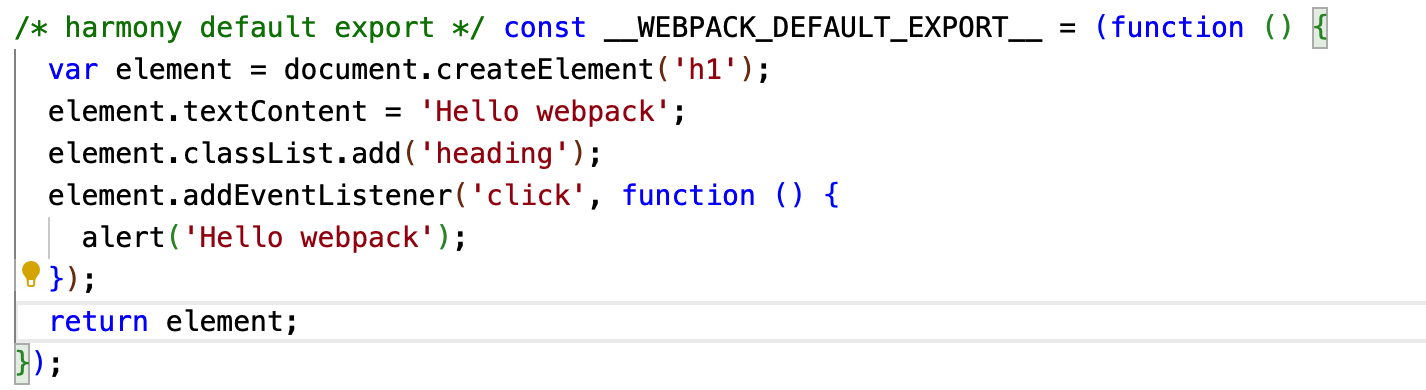 /* harmony default export */ const __WEBPACK_DEFAULT_EXPORT__ = (function () {
  var element = document.createElement('h1');
  element.textContent = 'Hello webpack';
  element.classList.add('heading');
  element.addEventListener('click', function () {
    alert('Hello webpack');
  });
  return element;
});